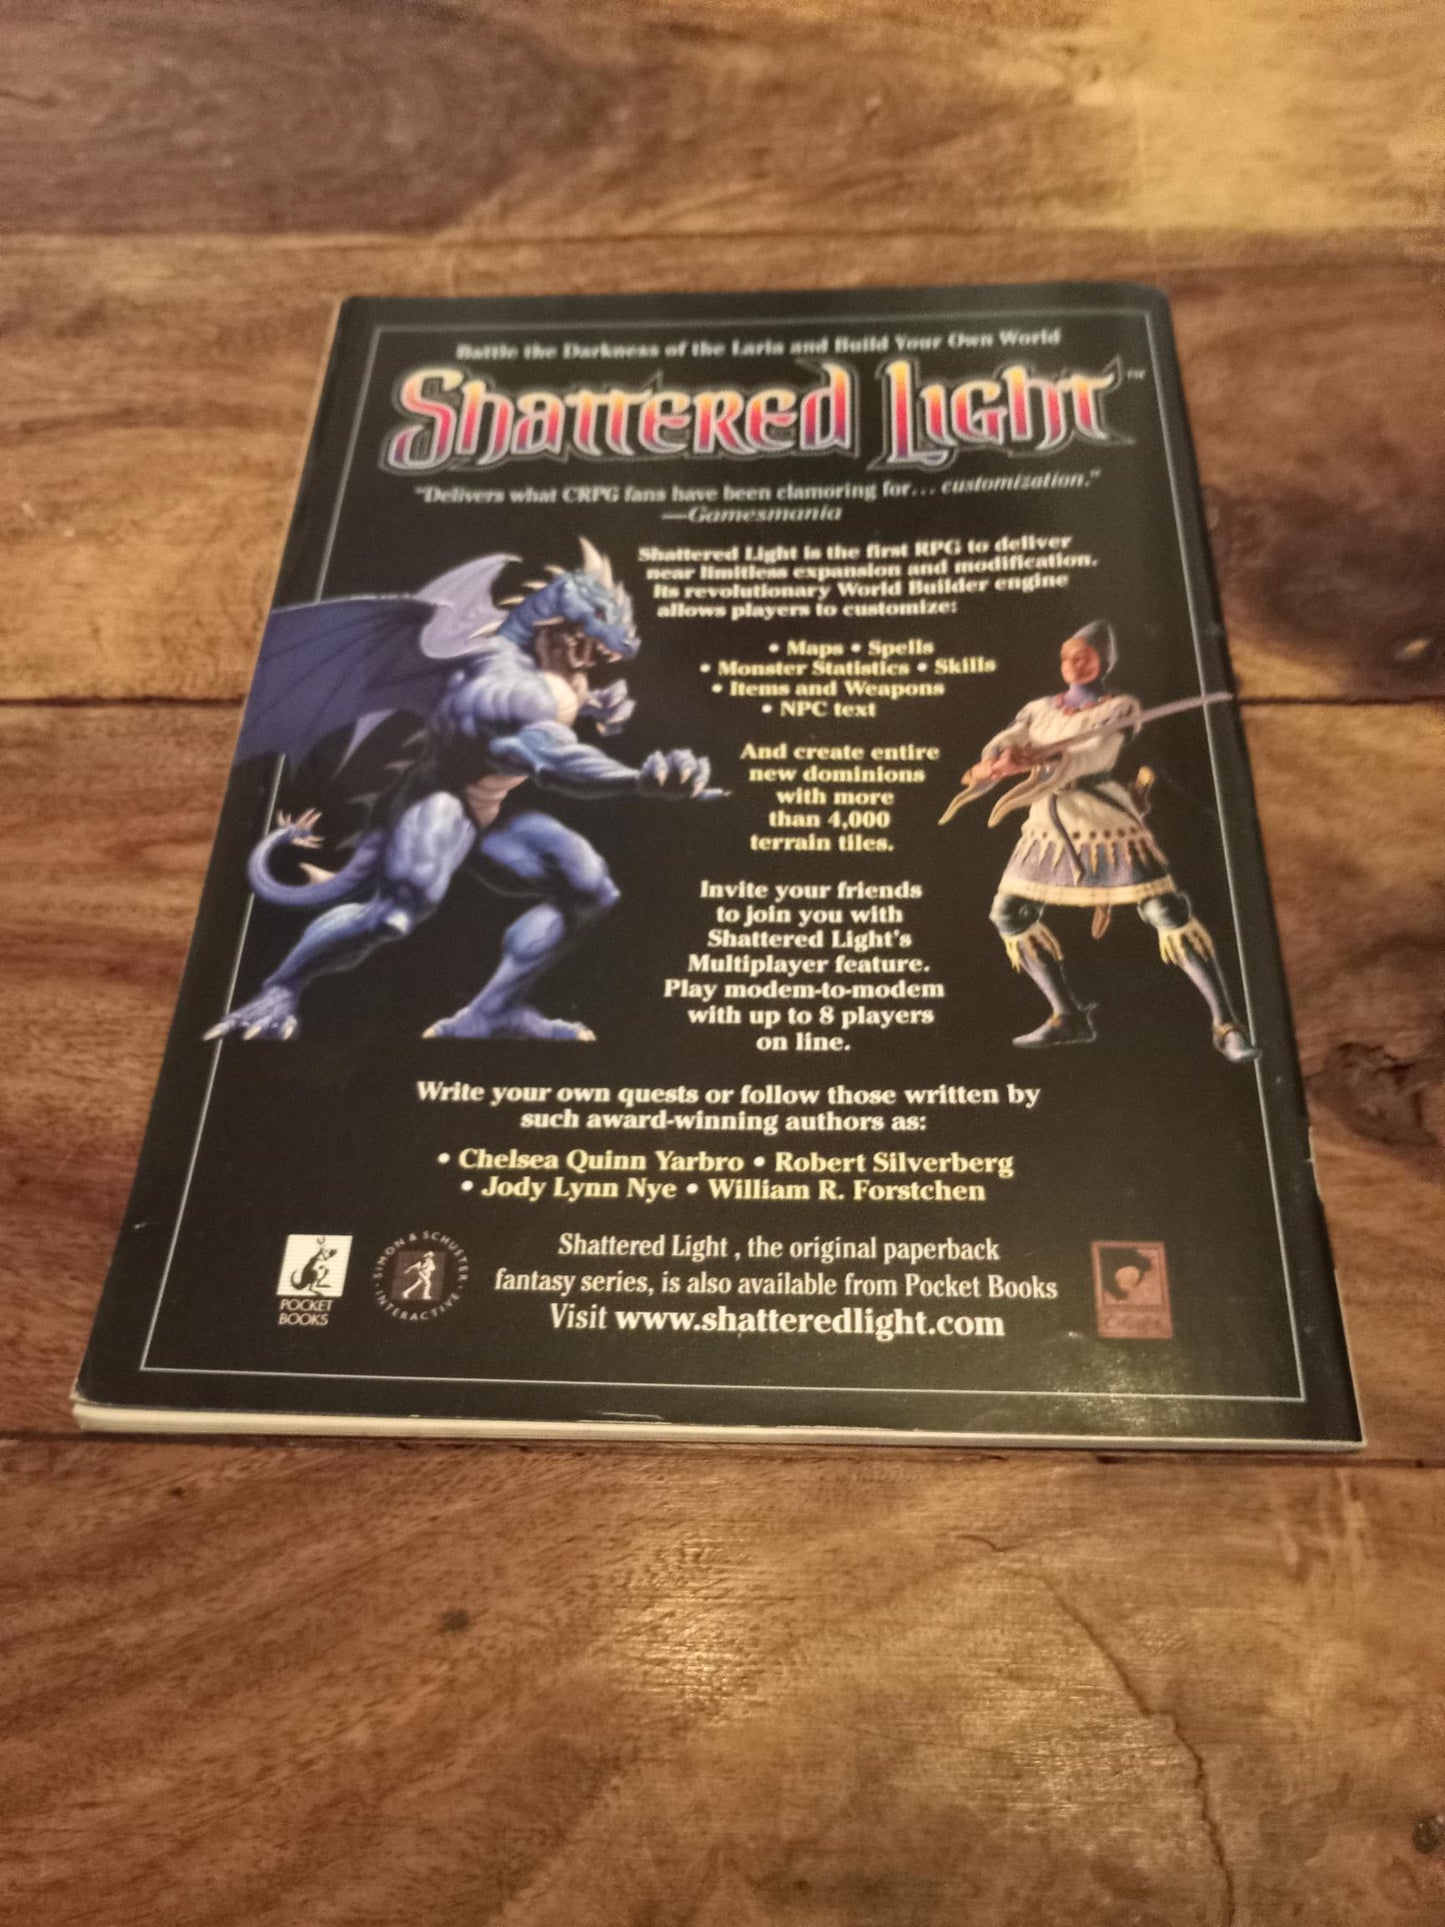 Battle the Darkness of the Laria and Build Your Own World
Shattered Light™
"Delivers what CRPG fans have been clamoring for... customization."
—Gamesmania
Shattered Light is the first RPG to deliver
near limitless expansion and modification.
Its revolutionary World Builder engine
allows players to customize:
• Maps • Spells
• Monster Statistics • Skills
• Items and Weapons
• NPC text
And create entire
new dominions
with more
than 4,000
terrain tiles.
Invite your friends
to join you with
Shattered Light's
Multiplayer feature.
Play modem-to-modem
with up to 8 players
on line.
Write your own quests or follow those written by
such award-winning authors as:
• Chelsea Quinn Yarbro • Robert Silverberg
• Jody Lynn Nye • William R. Forstchen
Shattered Light , the original paperback
fantasy series, is also available from Pocket Books
Visit www.shatteredlight.com
POCKET
BOOKS
SIMON & SCHUSTER
· INTERACTIVE ·